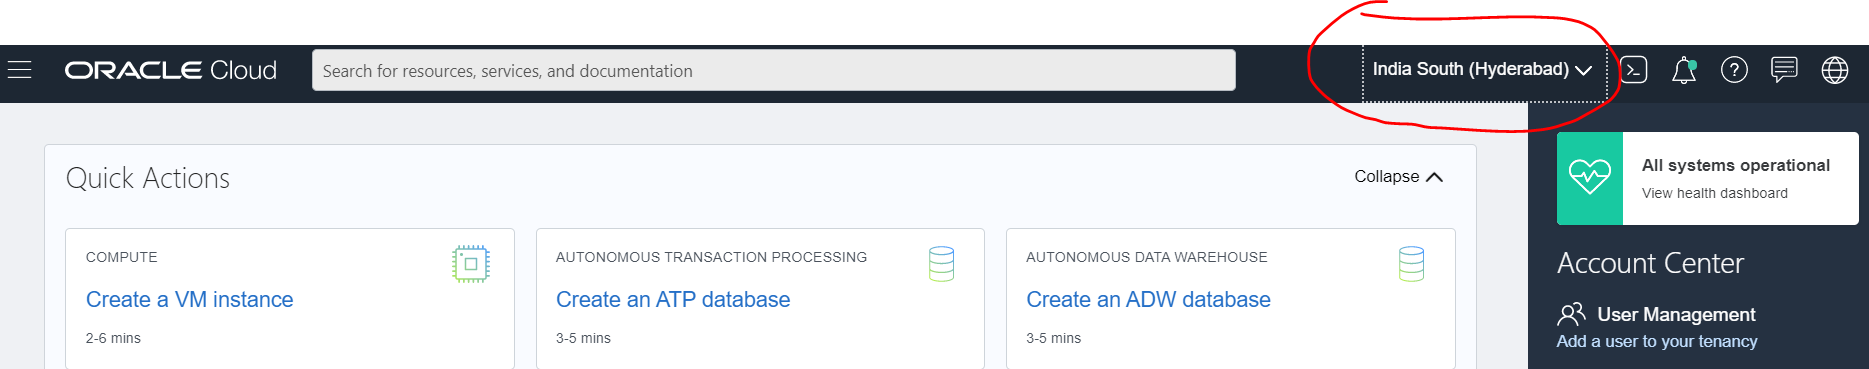 ORACLE Cloud
Search for resources, services, and documentation
India South (Hyderabad)
Quick Actions
Collapse
COMPUTE
Create a VM instance
2-6 mins
AUTONOMOUS TRANSACTION PROCESSING
Create an ATP database
3-5 mins
AUTONOMOUS DATA WAREHOUSE
Create an ADW database
3-5 mins
All systems operational
View health dashboard
Account Center
User Management
Add a user to your tenancy